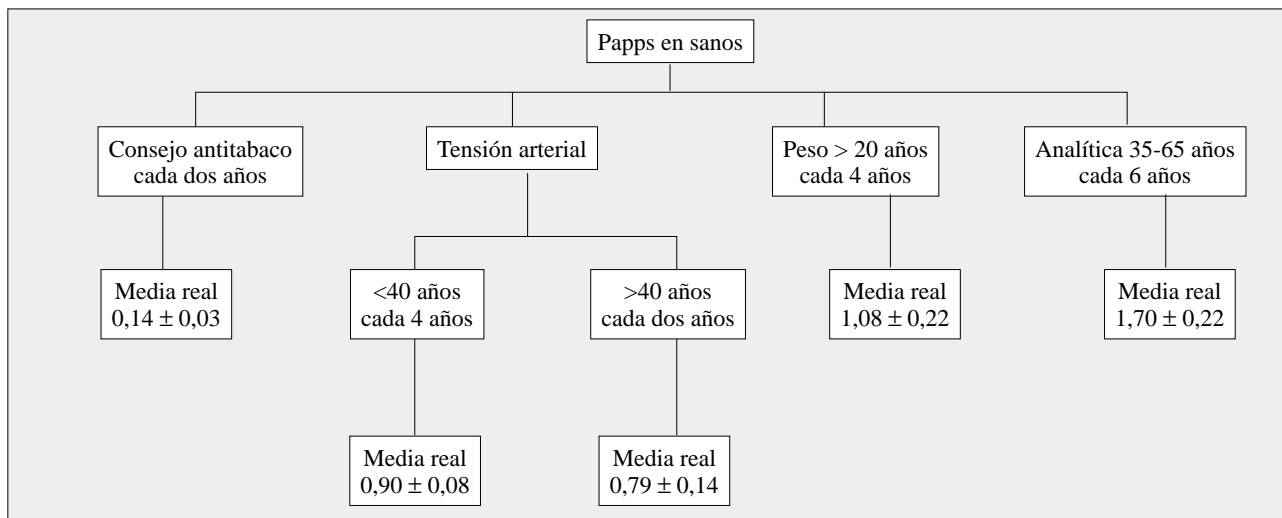 Papps en sanos
Consejo antitabaco
cada dos años
Tensión arterial
Peso > 20 años
cada 4 años
Analítica 35-65 años
cada 6 años
Media real
0,14 ± 0,03
<40 años
cada 4 años
>40 años
cada dos años
Media real
1,08 ± 0,22
Media real
1,70 ± 0,22
Media real
0,90 ± 0,08
Media real
0,79 ± 0,14